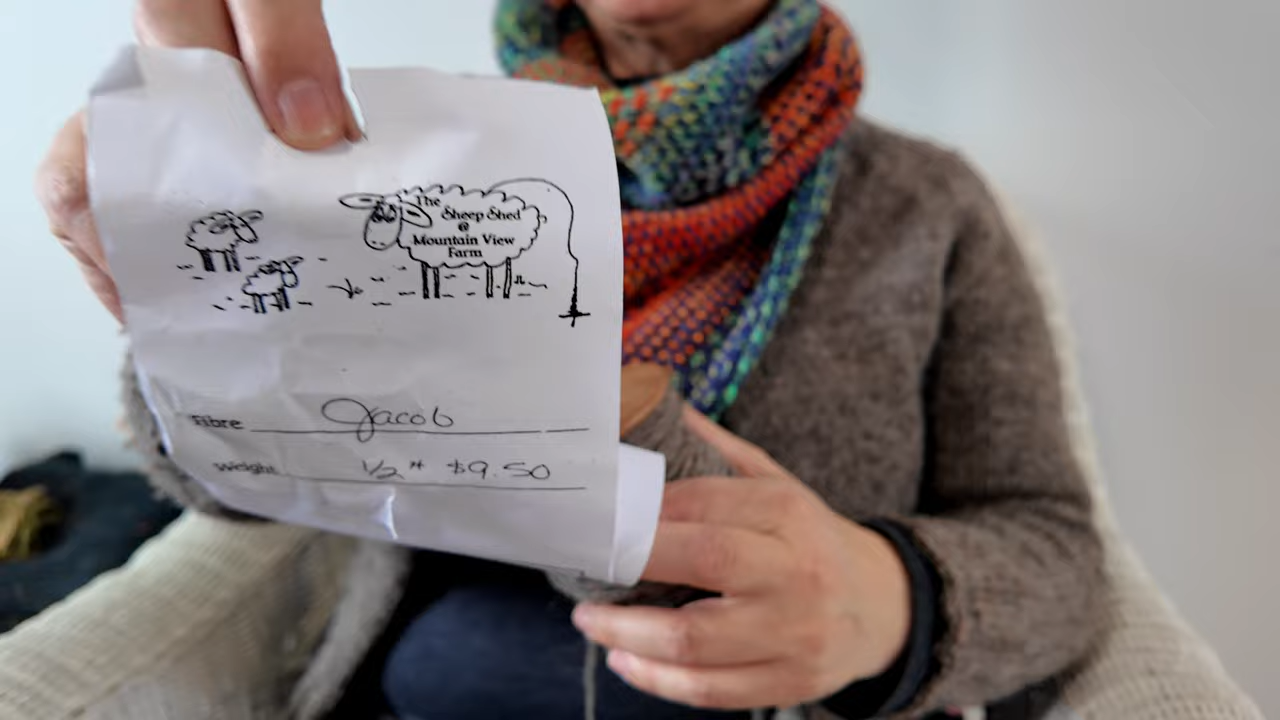 The
Sheep Shed
@
Mountain View
Farm
Fibre Jacob
Weight 1/2 # $9.50